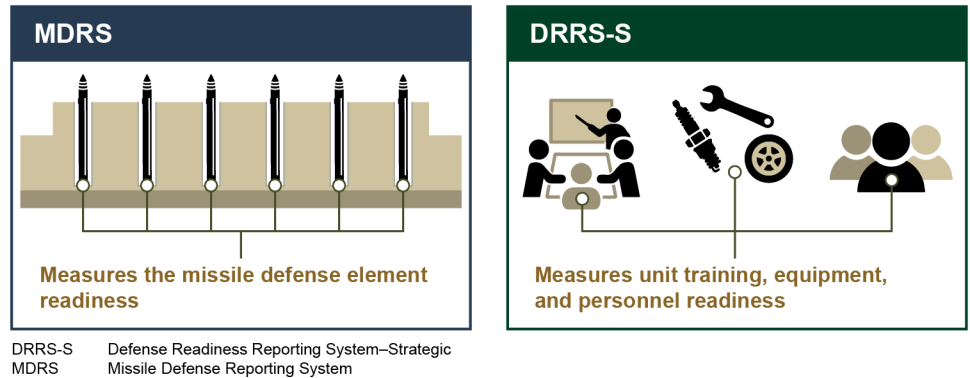 MDRS
Measures the missile defense element
readiness
DRRS-S
Measures unit training, equipment,
and personnel readiness
DRRS-S Defense Readiness Reporting System–Strategic
MDRS Missile Defense Reporting System